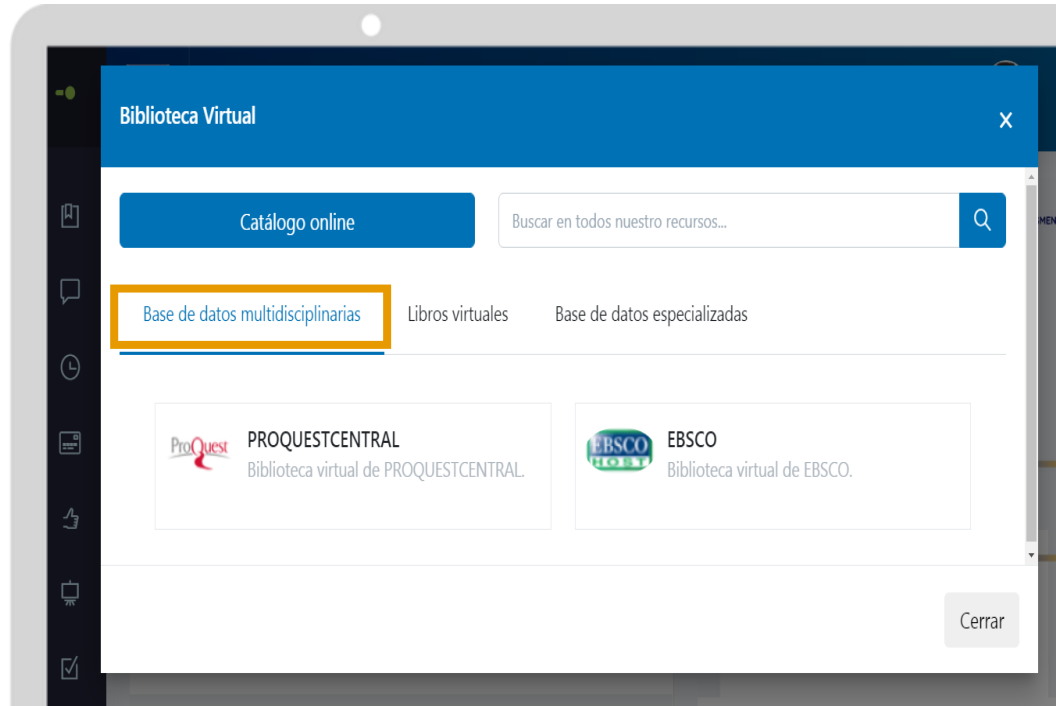 Biblioteca Virtual
X
Catálogo online
Buscar en todos nuestro recursos...
Base de datos multidisciplinarias
Libros virtuales
Base de datos especializadas
ProQuest
PROQUESTCENTRAL
Biblioteca virtual de PROQUESTCENTRAL.
EBSCO
HOST
EBSCO
Biblioteca virtual de EBSCO.
Cerrar